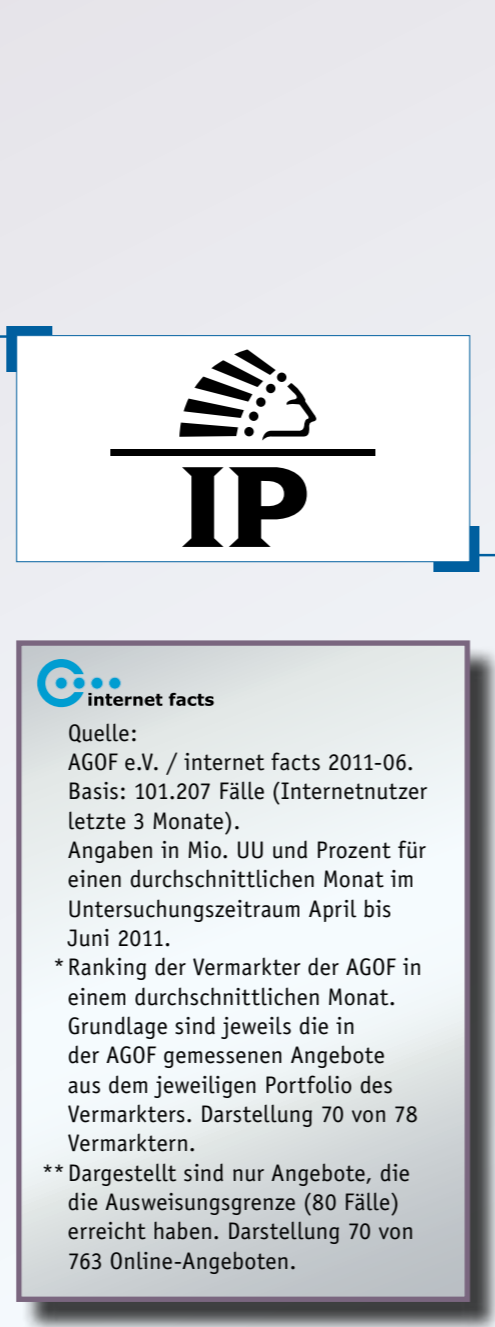 IP
internet facts
Quelle:
AGOF e.V. / internet facts 2011-06.
Basis: 101.207 Fälle (Internetnutzer
letzte 3 Monate).
Angaben in Mio. UU und Prozent für
einen durchschnittlichen Monat im
Untersuchungszeitraum April bis
Juni 2011.
* Ranking der Vermarkter der AGOF in
einem durchschnittlichen Monat.
Grundlage sind jeweils die in
der AGOF gemessenen Angebote
aus dem jeweiligen Portfolio des
Vermarkters. Darstellung 70 von 78
Vermarktern.
** Dargestellt sind nur Angebote, die
die Ausweisungsgrenze (80 Fälle)
erreicht haben. Darstellung 70 von
763 Online-Angeboten.